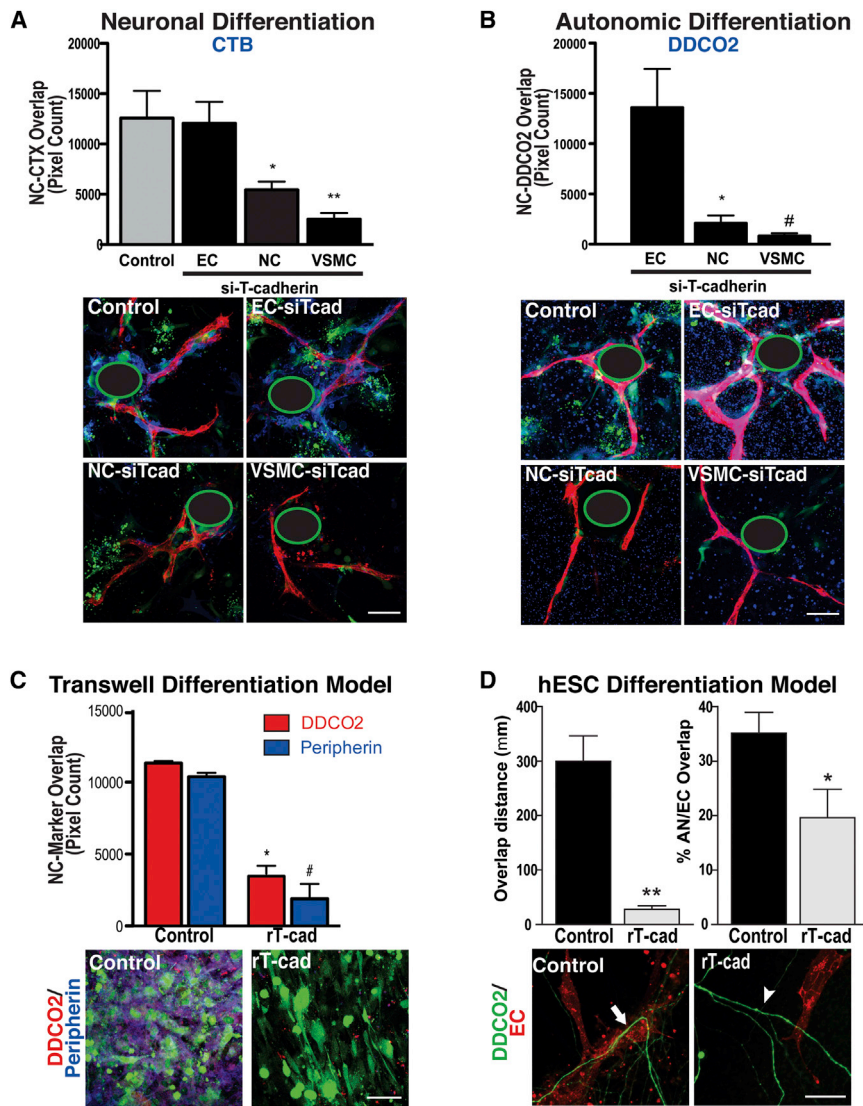 A Neuronal Differentiation
CTB
NC-CTX Overlap
(Pixel Count)
20000
15000
10000
5000
0
*
**
Control EC NC VSMC
si-T-cadherin
Control EC-siTcad
NC-siTcad VSMC-siTcad
B Autonomic Differentiation
DDCO2
NC-DDCO2 Overlap
(Pixel Count)
20000
15000
10000
5000
0
*
#
EC NC VSMC
si-T-cadherin
Control EC-siTcad
NC-siTcad VSMC-siTcad
C Transwell Differentiation Model
NC-Marker Overlap
(Pixel Count)
15000
10000
5000
0
DDCO2
Peripherin
*
#
Control rT-cad
DDCO2/
Peripherin
Control rT-cad
D hESC Differentiation Model
Overlap distance (mm)
400
300
200
100
0
**
Control rT-cad
% AN/EC Overlap
40
30
20
10
0
*
Control rT-cad
DDCO2/
EC
Control rT-cad